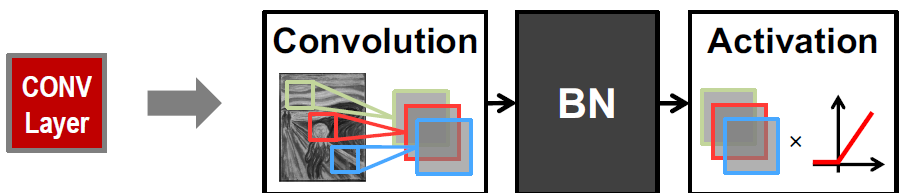 CONV
Layer
Convolution
BN
Activation
×